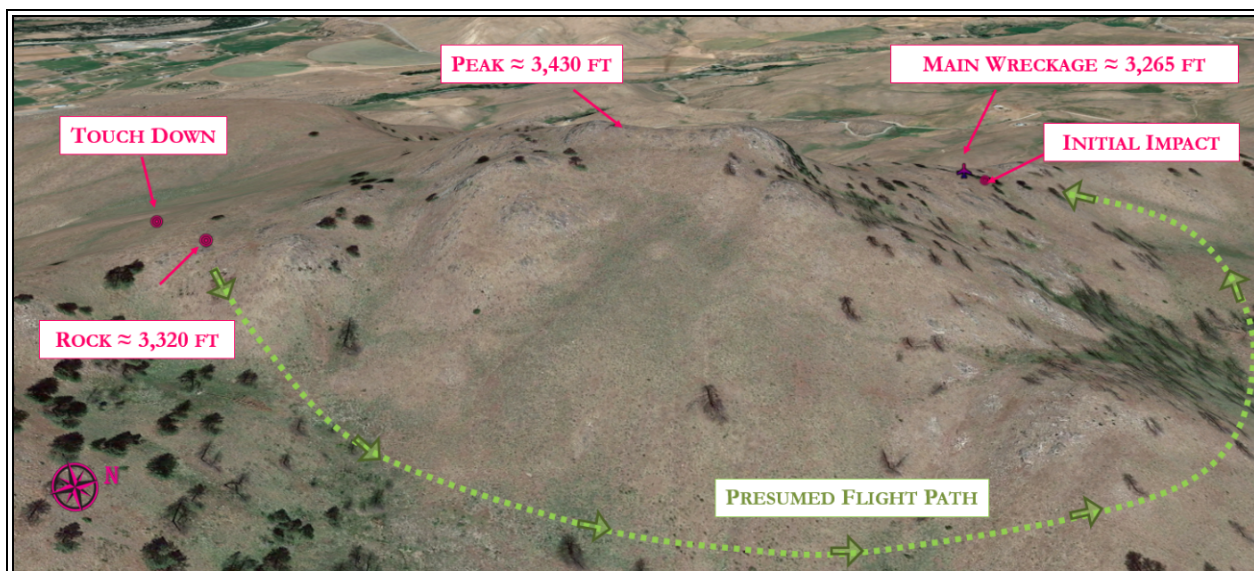 PEAK ≈ 3,430 FT
MAIN WRECKAGE ≈ 3,265 FT
TOUCH DOWN
INITIAL IMPACT
ROCK ≈ 3,320 FT
N
PRESUMED FLIGHT PATH